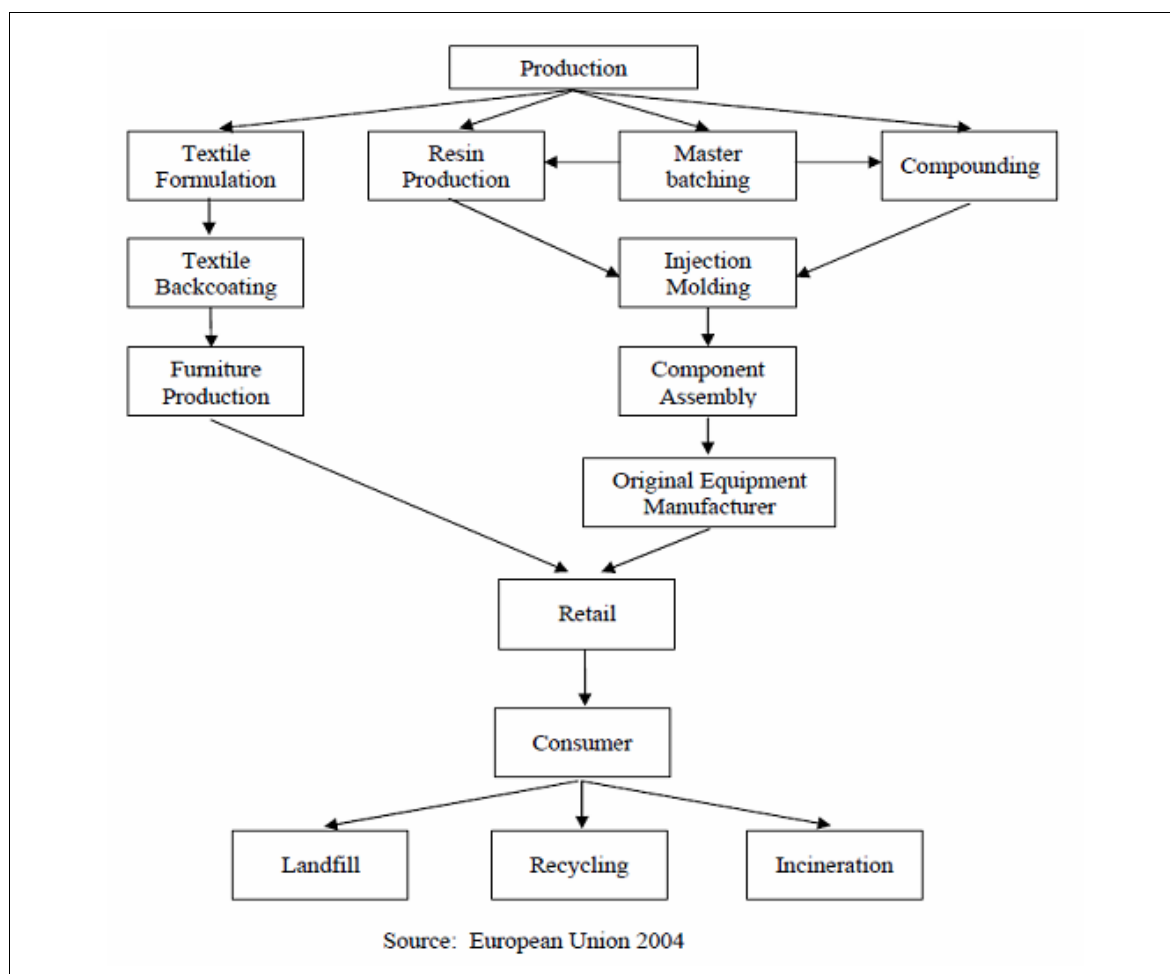 Production
Textile
Formulation
Resin
Production
Master
batching
Compounding
Textile
Backcoating
Injection
Molding
Furniture
Production
Component
Assembly
Original Equipment
Manufacturer
Retail
Consumer
Landfill
Recycling
Incineration
Source: European Union 2004